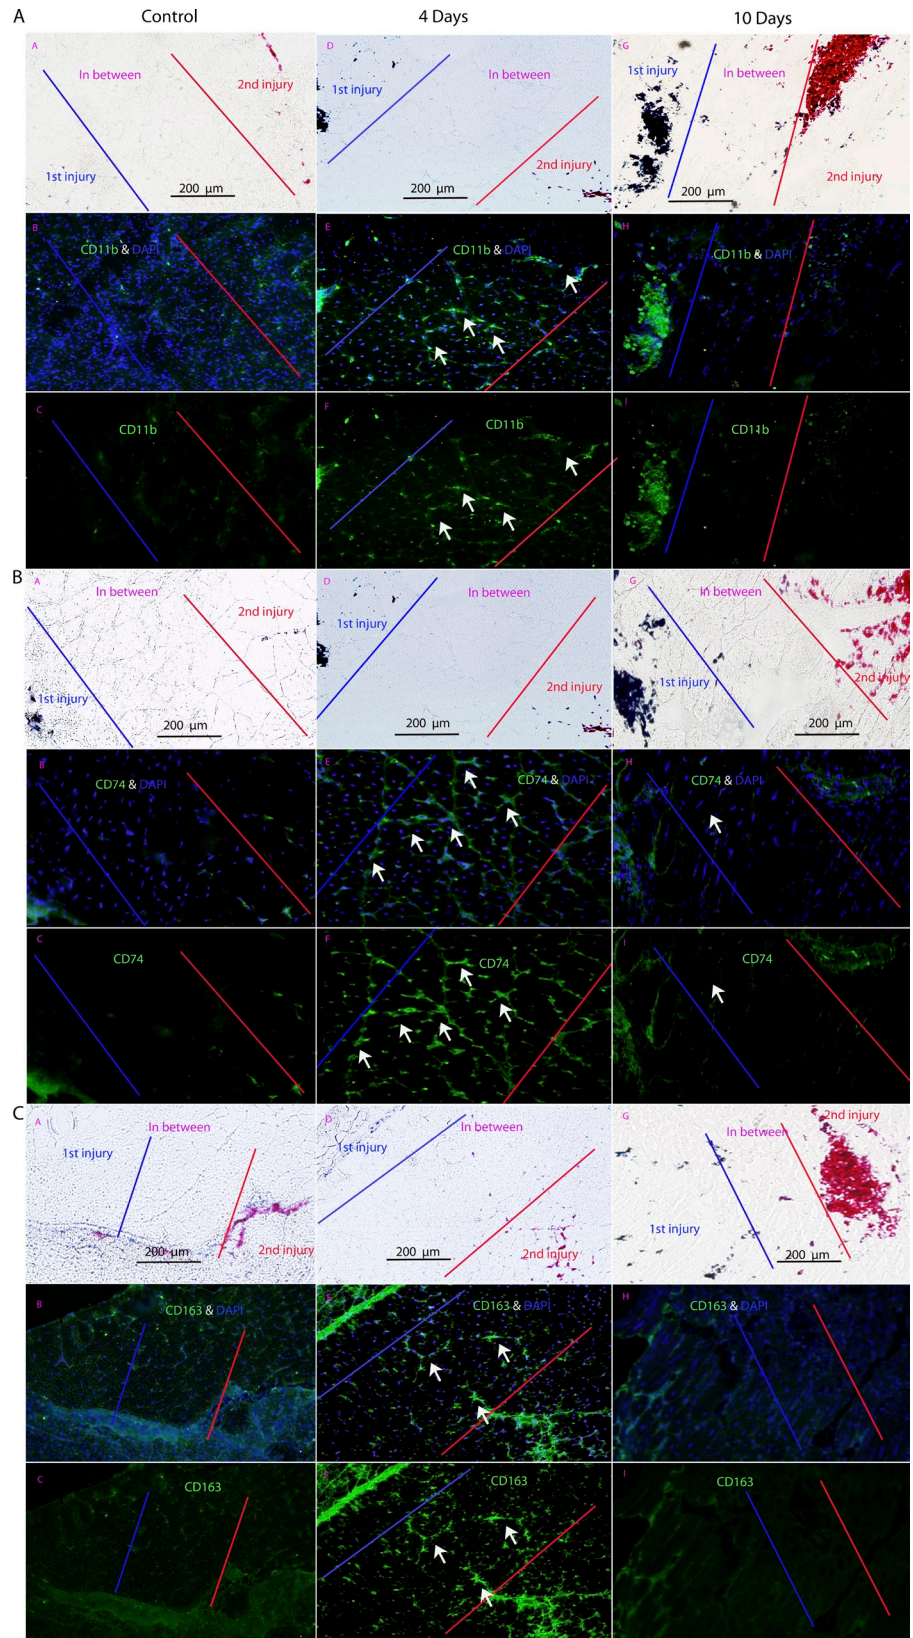 A
Control
4 Days
10 Days
A
In between
2nd injury
1st injury
200 μm
D
1st injury
In between
2nd injury
200 μm
G
1st injury
In between
2nd injury
200 μm
B
CD11b & DAPI
E
CD11b & DAPI
H
CD11b & DAPI
C
CD11b
F
CD11b
I
CD11b
B
A
In between
2nd injury
1st injury
200 μm
D
1st injury
In between
2nd injury
200 μm
G
In between
1st injury
2nd injury
200 μm
B
CD74 & DAPI
E
CD74 & DAPI
H
CD74 & DAPI
C
CD74
F
CD74
I
CD74
C
A
1st injury
In between
200 μm
2nd injury
D
1st injury
In between
200 μm
2nd injury
G
2nd injury
In between
1st injury
200 μm
B
CD163 & DAPI
E
CD163 & DAPI
H
CD163 & DAPI
C
CD163
CD163
I
CD163